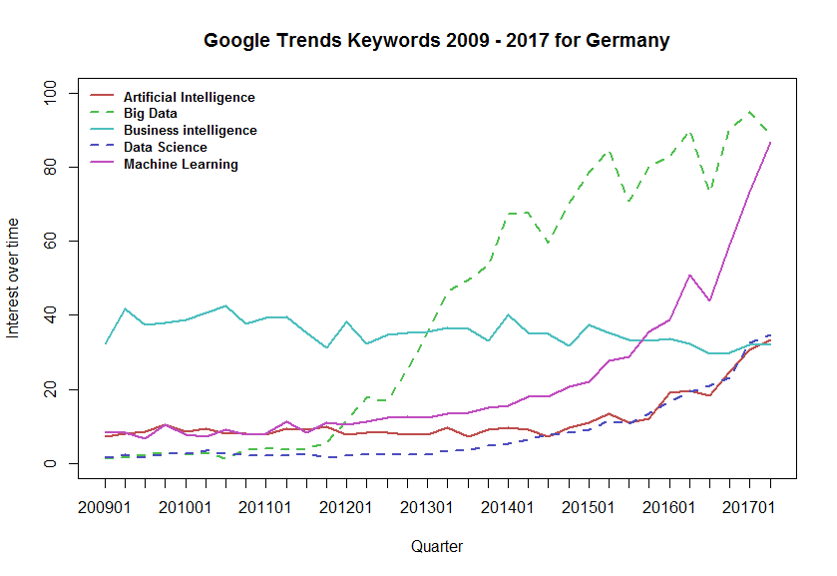 Google Trends Keywords 2009 - 2017 for Germany
Artificial Intelligence
Big Data
Business intelligence
Data Science
Machine Learning
Interest over time
100
80
60
40
20
0
200901 201001 201101 201201 201301 201401 201501 201601 201701
Quarter